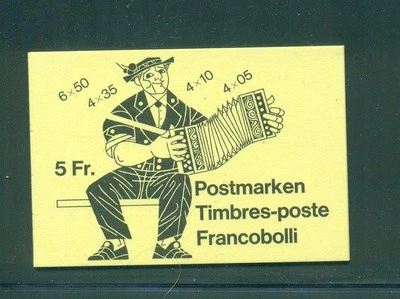 6×50
4×35
4×10
4×05
5 Fr.
Postmarken
Timbres-poste
Francobolli